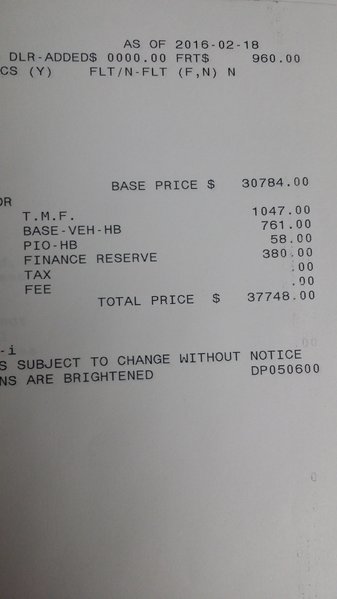 AS OF 2016-02-18
DLR-ADDED$ 0000.00 FRT$ 960.00
CS (Y) FLT/N-FLT (F,N) N
BASE PRICE $ 30784.00
OR
T.M.F. 1047.00
BASE-VEH-HB 761.00
PIO-HB 58.00
FINANCE RESERVE 380.00
TAX .00
FEE .00
TOTAL PRICE $ 37748.00
-i
S SUBJECT TO CHANGE WITHOUT NOTICE
NS ARE BRIGHTENED DP050600